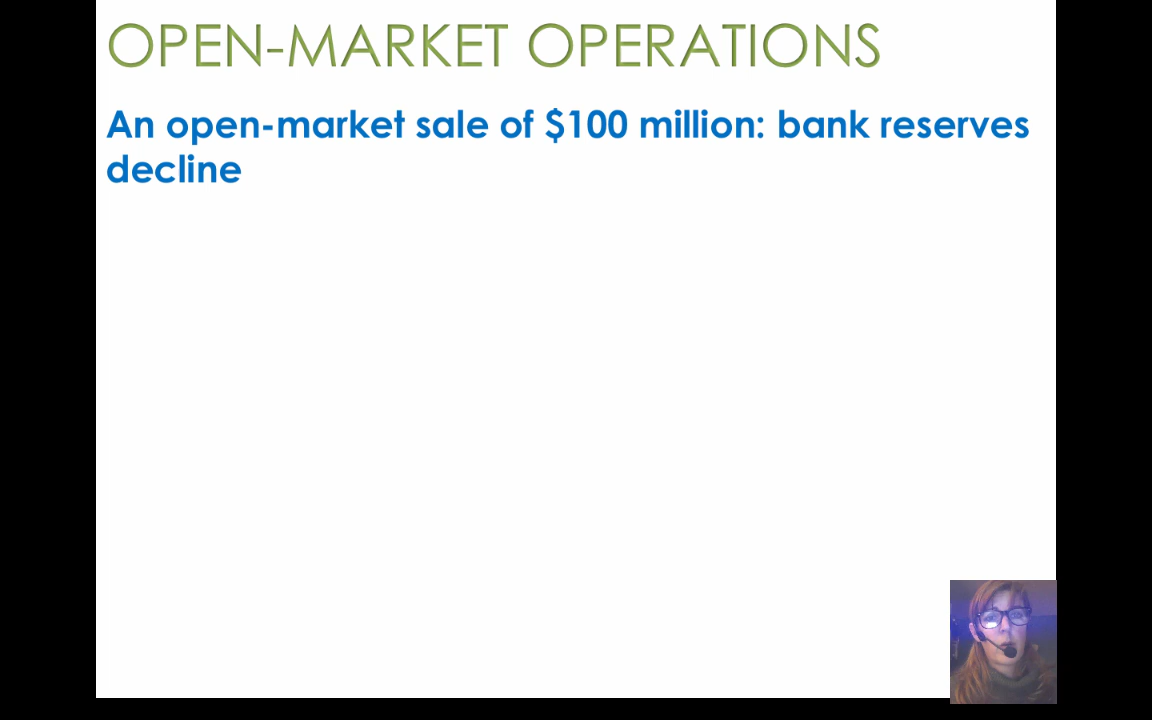 OPEN-MARKET OPERATIONS
An open-market sale of $100 million: bank reserves
decline